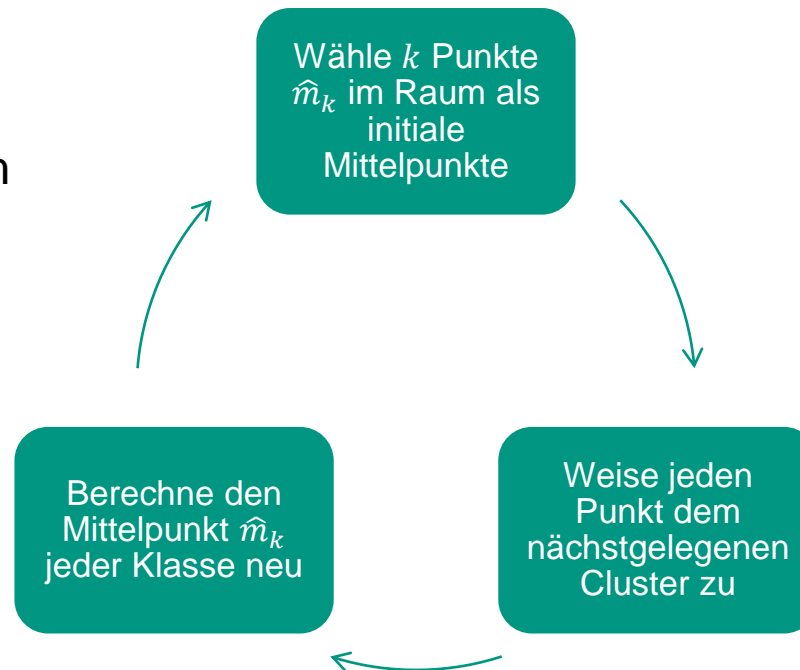 Wähle k Punkte
m̂ₖ im Raum als
initiale
Mittelpunkte
n
Berechne den
Mittelpunkt m̂ₖ
jeder Klasse neu
Weise jeden
Punkt dem
nächstgelegenen
Cluster zu